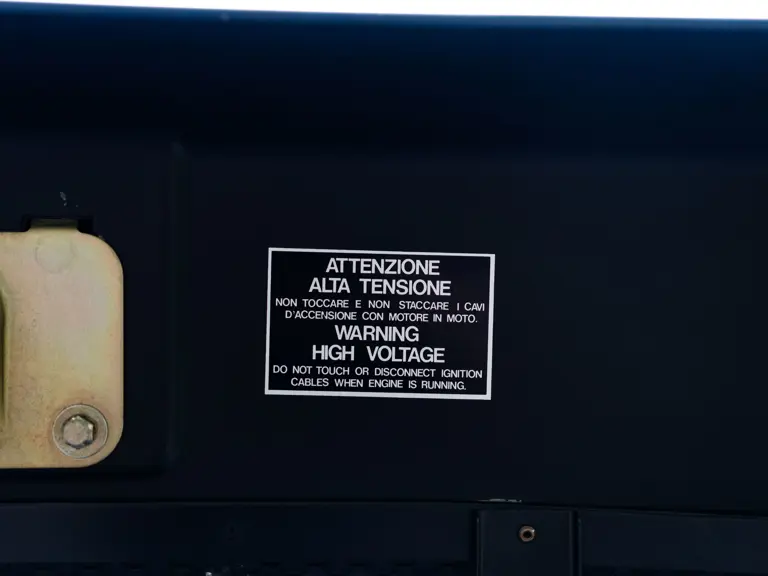 ATTENZIONE
ALTA TENSIONE
NON TOCCARE E NON STACCARE I CAVI
D'ACCENSIONE CON MOTORE IN MOTO.
WARNING
HIGH VOLTAGE
DO NOT TOUCH OR DISCONNECT IGNITION
CABLES WHEN ENGINE IS RUNNING.